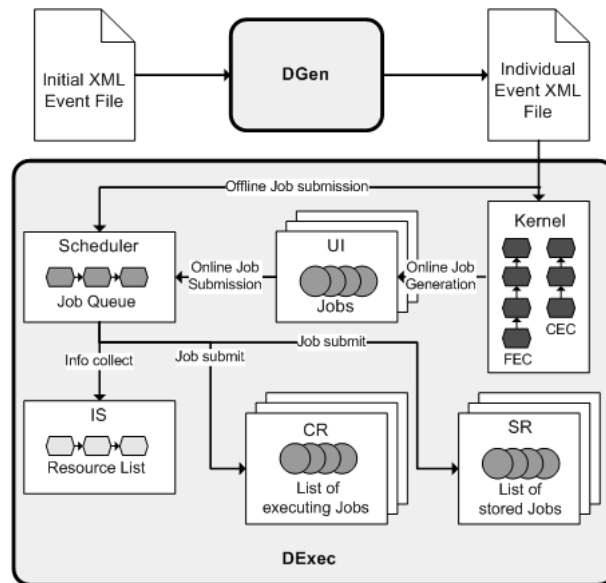 Initial XML
Event File
DGen
Individual
Event XML
File
Offline Job submission
Scheduler
Job Queue
Online Job
Submission
UI
Jobs
Online Job
Generation
Kernel
FEC
CEC
Info collect
Job submit
Job submit
IS
Resource List
CR
List of
executing Jobs
SR
List of
stored Jobs
DExec